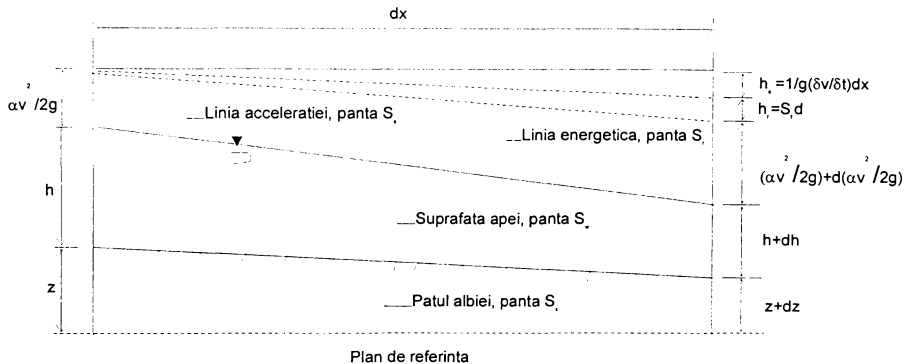 dx
hₐ =1/g(δv/δt)dx
αv²/2g
h =S d
Linia acceleratiei, panta S
Linia energetica, panta S
(αv²/2g)+d(αv²/2g)
h
Suprafata apei, panta S
h+dh
z
Patul albiei, panta S
z+dz
Plan de referinta